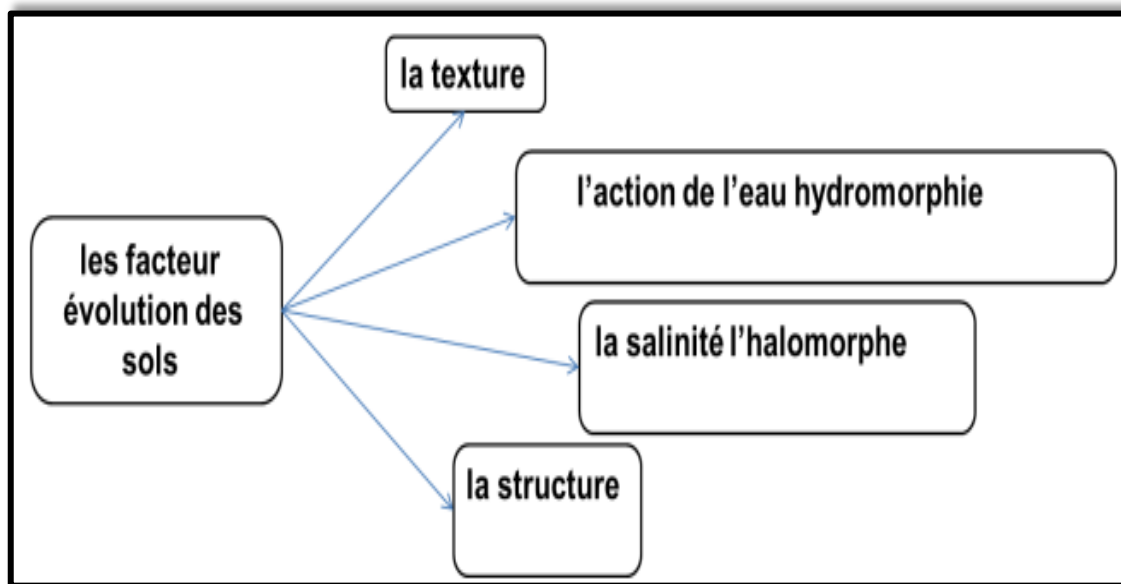 la texture
l'action de l'eau hydromorphie
les facteur
évolution des
sols
la salinité l'halomorphe
la structure